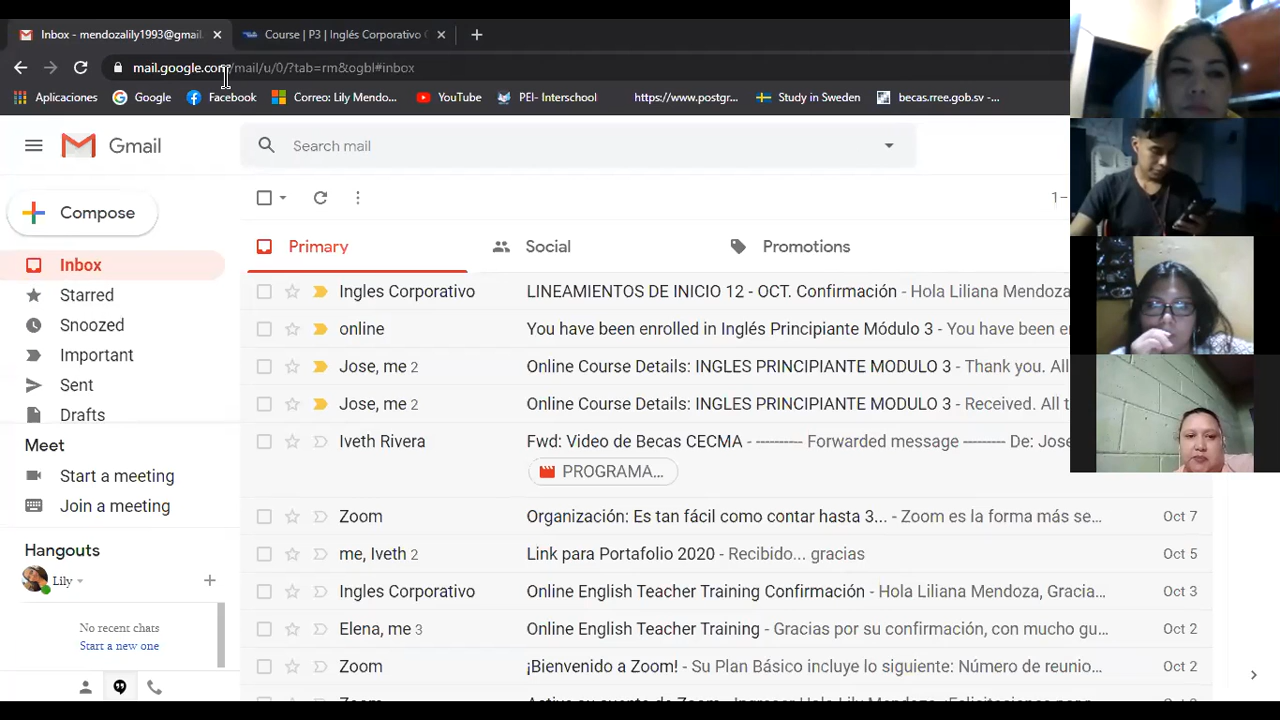 Inbox - mendozalily1993@gmail.
Course | P3 | Inglés Corporativo
mail.google.com/mail/u/0/?tab=rm&ogbl#inbox
Aplicaciones
Google
Facebook
Correo: Lily Mendo...
YouTube
PEI- Interschool
https://www.postgr...
Study in Sweden
becas.rree.gob.sv -...
Gmail
Search mail
Compose
1–
Primary
Social
Promotions
Inbox
Starred
Snoozed
Important
Sent
Drafts
Meet
Start a meeting
Join a meeting
Hangouts
Lily
No recent chats
Start a new one
Ingles Corporativo LINEAMIENTOS DE INICIO 12 - OCT. Confirmación - Hola Liliana Mendoza,
online You have been enrolled in Inglés Principiante Módulo 3 - You have been e
Jose, me 2 Online Course Details: INGLES PRINCIPIANTE MODULO 3 - Thank you. All
Jose, me 2 Online Course Details: INGLES PRINCIPIANTE MODULO 3 - Received. All t
Iveth Rivera Fwd: Video de Becas CECMA - ---------- Forwarded message --------- De: Jose
PROGRAMA...
Zoom Organización: Es tan fácil como contar hasta 3... - Zoom es la forma más se... Oct 7
me, Iveth 2 Link para Portafolio 2020 - Recibido... gracias Oct 5
Ingles Corporativo Online English Teacher Training Confirmación - Hola Liliana Mendoza, Gracia... Oct 3
Elena, me 3 Online English Teacher Training - Gracias por su confirmación, con mucho gu... Oct 2
Zoom ¡Bienvenido a Zoom! - Su Plan Básico incluye lo siguiente: Número de reunio... Oct 2